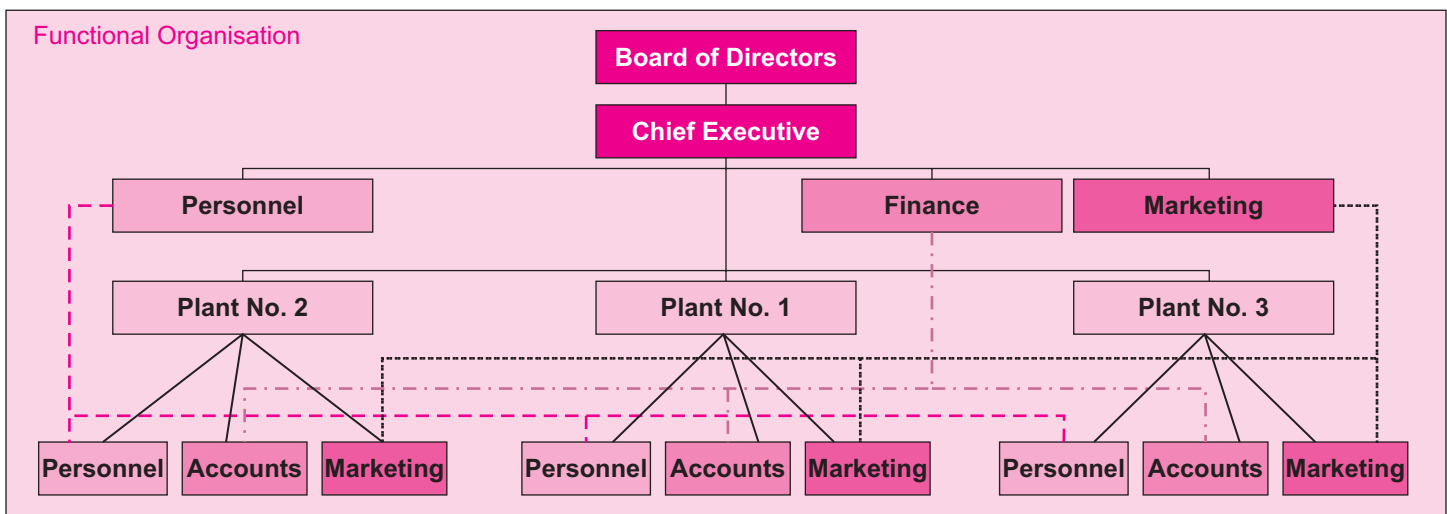 Functional Organisation
Board of Directors
Chief Executive
Personnel
Finance
Marketing
Plant No. 2
Plant No. 1
Plant No. 3
Personnel
Accounts
Marketing
Personnel
Accounts
Marketing
Personnel
Accounts
Marketing